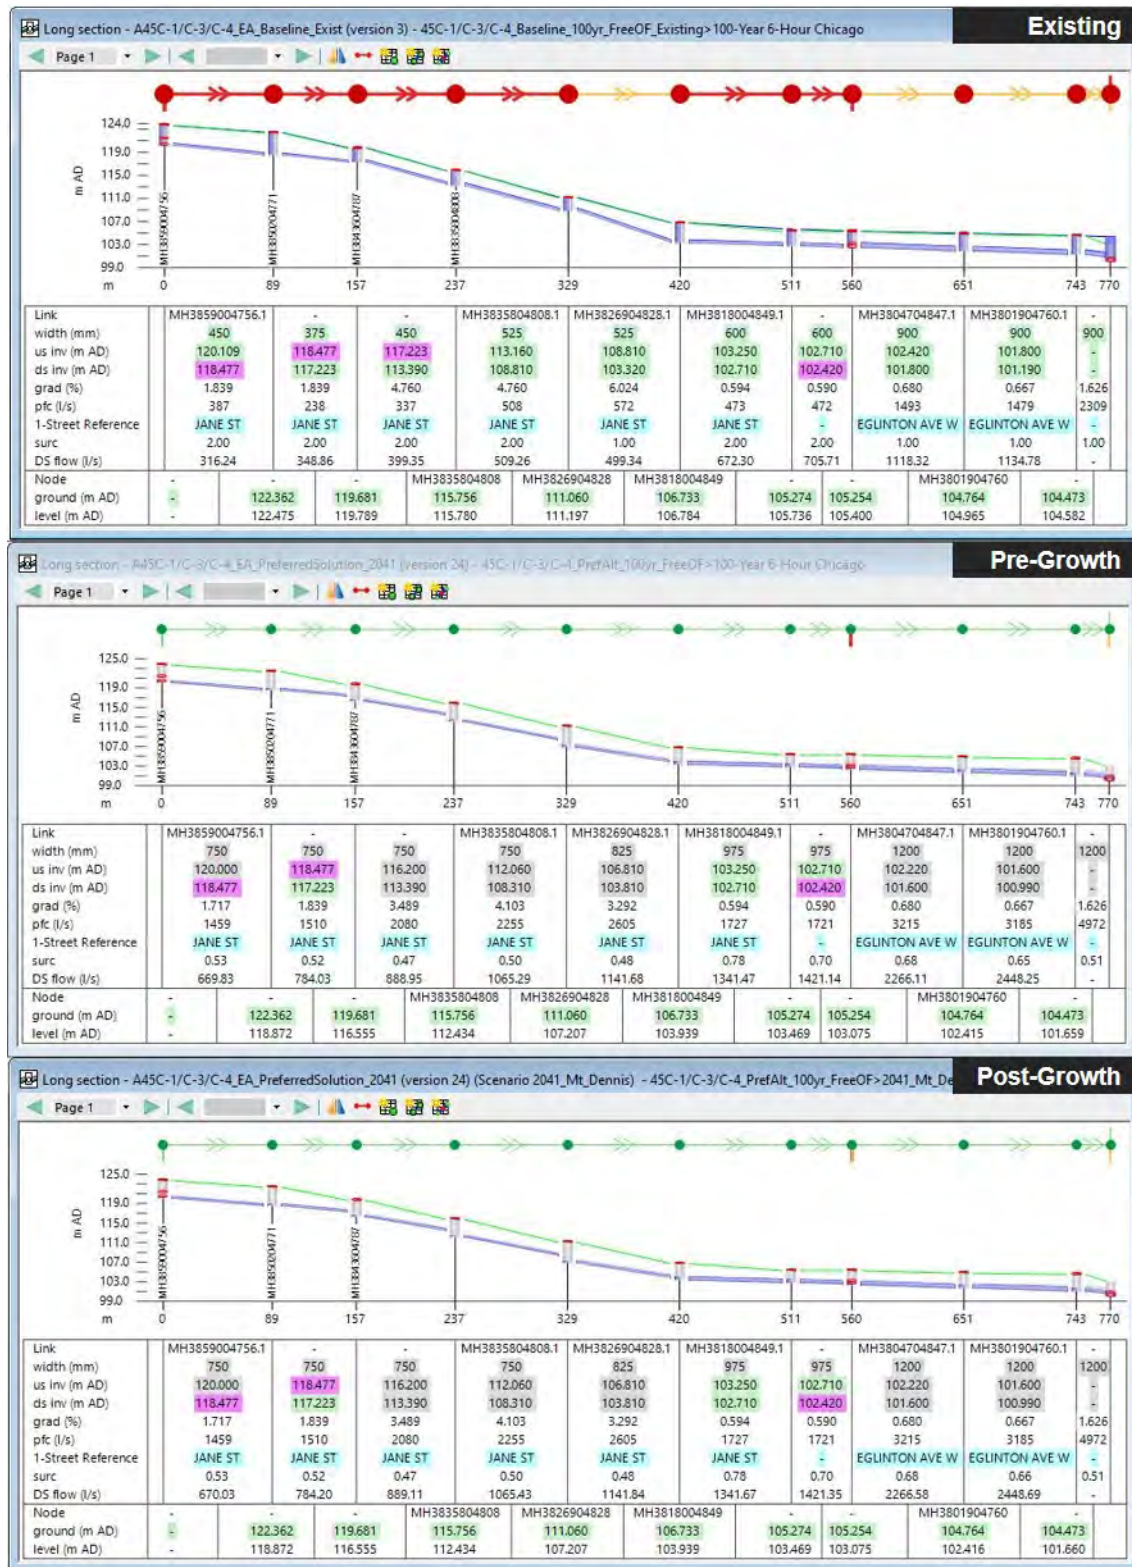 Long section - A45C-1/C-3/C-4_EA_Baseline_Exist (version 3) - 45C-1/C-3/C-4_Baseline_100yr_FreeOF_Existing>100-Year 6-Hour Chicago
Existing
Page 1
124.0
119.0
115.0
111.0
107.0
103.0
99.0
m AD
MH3859004756
MH3850204771
MH3843604787
MH3835804808
m 0 89 157 237 329 420 511 560 651 743 770
Link MH3859004756.1 - - MH3835804808.1 MH3826904828.1 MH3818004849.1 - MH3804704847.1 MH3801904760.1 -
width (mm) 450 375 450 525 525 600 600 900 900 900
us inv (m AD) 120.109 118.477 117.223 113.160 108.810 103.250 102.710 102.420 101.800 -
ds inv (m AD) 118.477 117.223 113.390 108.810 103.320 102.710 102.420 101.800 101.190 -
grad (%) 1.839 1.839 4.760 4.760 6.024 0.594 0.590 0.680 0.667 1.626
pfc (l/s) 387 238 337 508 572 473 472 1493 1479 2309
1-Street Reference JANE ST JANE ST JANE ST JANE ST JANE ST JANE ST - EGLINTON AVE W EGLINTON AVE W -
surc 2.00 2.00 2.00 2.00 1.00 2.00 2.00 1.00 1.00 1.00
DS flow (l/s) 316.24 348.86 399.35 509.26 499.34 672.30 705.71 1118.32 1134.78 -
Node - - - MH3835804808 MH3826904828 MH3818004849 - - MH3801904760 -
ground (m AD) - 122.362 119.681 115.756 111.060 106.733 105.274 105.254 104.764 104.473
level (m AD) - 122.475 119.789 115.780 111.197 106.784 105.736 105.400 104.965 104.582
Long section - A45C-1/C-3/C-4_EA_PreferredSolution_2041 (version 24) - 45C-1/C-3/C-4_PrefAlt_100yr_FreeOF>100-Year 6-Hour Chicago
Pre-Growth
Page 1
125.0
119.0
115.0
111.0
107.0
103.0
99.0
m AD
MH3859004756
MH3850204771
MH3843604787
m 0 89 157 237 329 420 511 560 651 743 770
Link MH3859004756.1 - - MH3835804808.1 MH3826904828.1 MH3818004849.1 - MH3804704847.1 MH3801904760.1 -
width (mm) 750 750 750 750 825 975 975 1200 1200 1200
us inv (m AD) 120.000 118.477 116.200 112.060 106.810 103.250 102.710 102.220 101.600 -
ds inv (m AD) 118.477 117.223 113.390 108.310 103.810 102.710 102.420 101.600 100.990 -
grad (%) 1.717 1.839 3.489 4.103 3.292 0.594 0.590 0.680 0.667 1.626
pfc (l/s) 1459 1510 2080 2255 2605 1727 1721 3215 3185 4972
1-Street Reference JANE ST JANE ST JANE ST JANE ST JANE ST JANE ST - EGLINTON AVE W EGLINTON AVE W -
surc 0.53 0.52 0.47 0.50 0.48 0.78 0.70 0.68 0.65 0.51
DS flow (l/s) 669.83 784.03 888.95 1065.29 1141.68 1341.47 1421.14 2266.11 2448.25 -
Node - - - MH3835804808 MH3826904828 MH3818004849 - - MH3801904760 -
ground (m AD) - 122.362 119.681 115.756 111.060 106.733 105.274 105.254 104.764 104.473
level (m AD) - 118.872 116.555 112.434 107.207 103.939 103.469 103.075 102.415 101.659
Long section - A45C-1/C-3/C-4_EA_PreferredSolution_2041 (version 24) (Scenario 2041_Mt_Dennis) - 45C-1/C-3/C-4_PrefAlt_100yr_FreeOF>2041_Mt_De
Post-Growth
Page 1
125.0
119.0
115.0
111.0
107.0
103.0
99.0
m AD
MH3859004756
MH3850204771
MH3843604787
m 0 89 157 237 329 420 511 560 651 743 770
Link MH3859004756.1 - - MH3835804808.1 MH3826904828.1 MH3818004849.1 - MH3804704847.1 MH3801904760.1 -
width (mm) 750 750 750 750 825 975 975 1200 1200 1200
us inv (m AD) 120.000 118.477 116.200 112.060 106.810 103.250 102.710 102.220 101.600 -
ds inv (m AD) 118.477 117.223 113.390 108.310 103.810 102.710 102.420 101.600 100.990 -
grad (%) 1.717 1.839 3.489 4.103 3.292 0.594 0.590 0.680 0.667 1.626
pfc (l/s) 1459 1510 2080 2255 2605 1727 1721 3215 3185 4972
1-Street Reference JANE ST JANE ST JANE ST JANE ST JANE ST JANE ST - EGLINTON AVE W EGLINTON AVE W -
surc 0.53 0.52 0.47 0.50 0.48 0.78 0.70 0.68 0.66 0.51
DS flow (l/s) 670.03 784.20 889.11 1065.43 1141.84 1341.67 1421.35 2266.58 2448.69 -
Node - - - MH3835804808 MH3826904828 MH3818004849 - - MH3801904760 -
ground (m AD) - 122.362 119.681 115.756 111.060 106.733 105.274 105.254 104.764 104.473
level (m AD) - 118.872 116.555 112.434 107.207 103.939 103.469 103.075 102.416 101.660